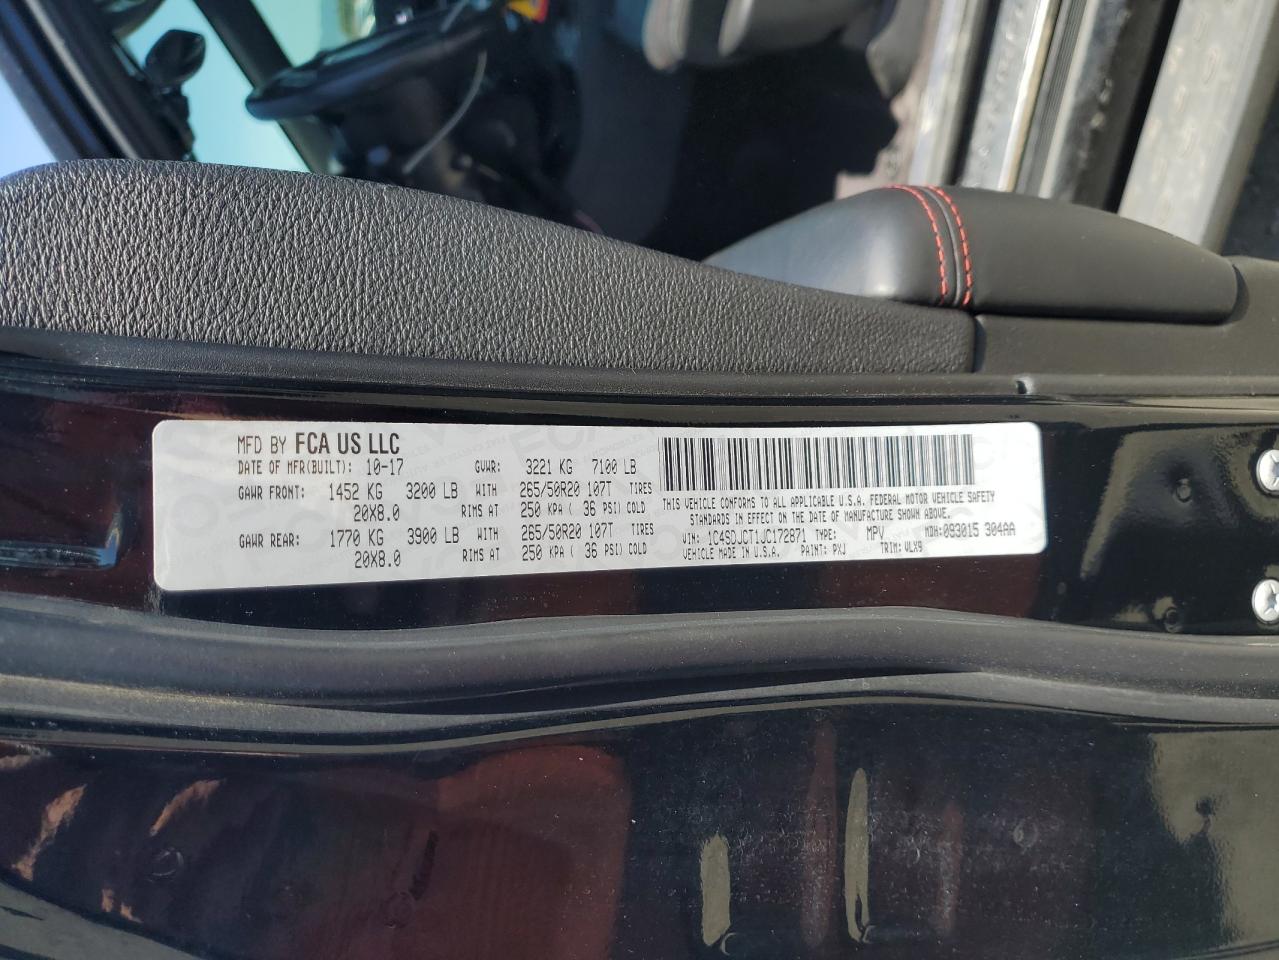 MFD BY FCA US LLC
DATE OF MFR(BUILT): 10-17 GVWR: 3221 KG 7100 LB
GAWR FRONT: 1452 KG 3200 LB WITH 265/50R20 107T TIRES
20X8.0 RIMS AT 250 KPA ( 36 PSI) COLD
GAWR REAR: 1770 KG 3900 LB WITH 265/50R20 107T TIRES
20X8.0 RIMS AT 250 KPA ( 36 PSI) COLD
THIS VEHICLE CONFORMS TO ALL APPLICABLE U.S.A. FEDERAL MOTOR VEHICLE SAFETY
STANDARDS IN EFFECT ON THE DATE OF MANUFACTURE SHOWN ABOVE.
VIN: 1C4SDJCT1JC172871 TYPE: MPV MDH: 093015 304AA
VEHICLE MADE IN U.S.A. PAINT: PXJ TRIM: VLX9